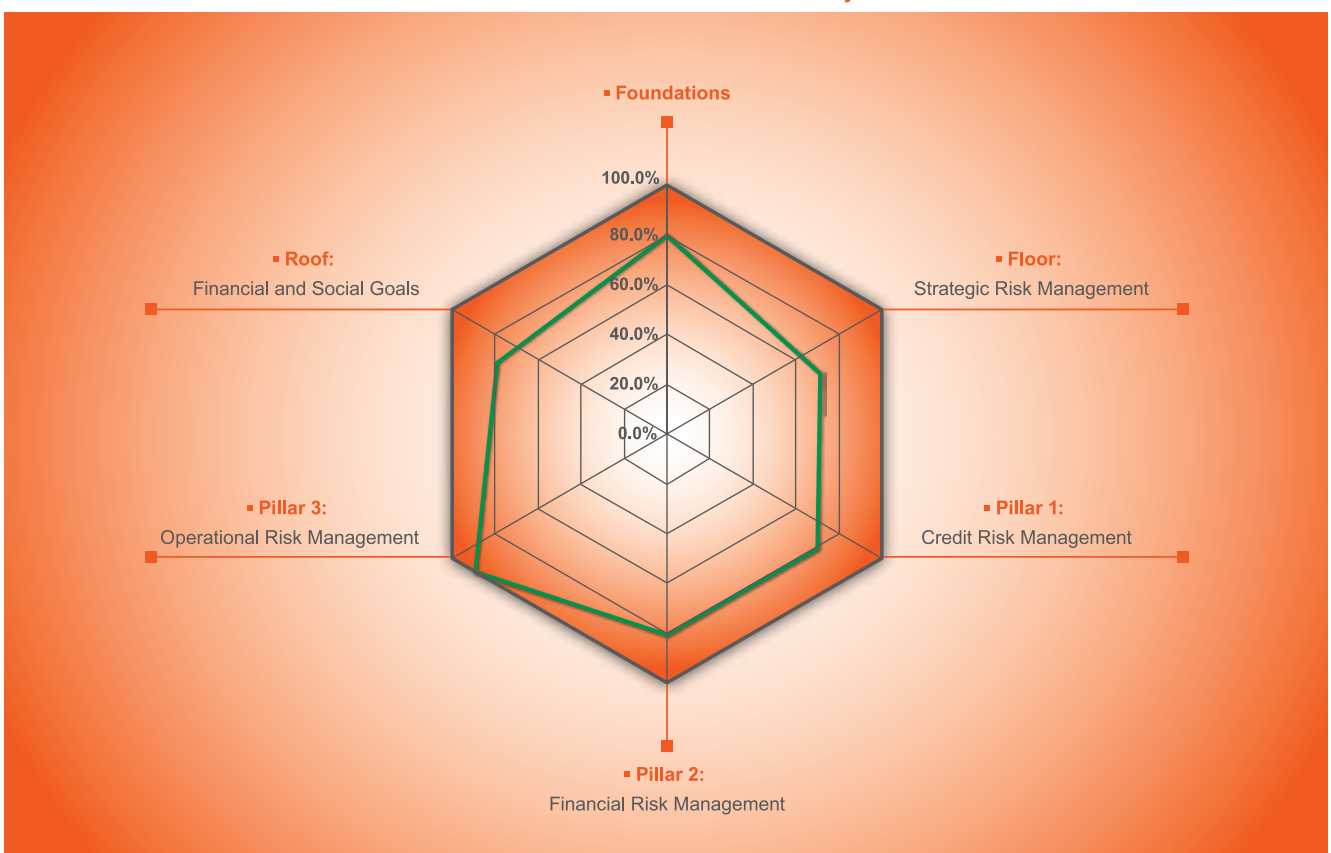 ▪ Foundations
100.0%
80.0%
60.0%
40.0%
20.0%
0.0%
▪ Roof:
Financial and Social Goals
▪ Floor:
Strategic Risk Management
▪ Pillar 3:
Operational Risk Management
▪ Pillar 1:
Credit Risk Management
▪ Pillar 2:
Financial Risk Management